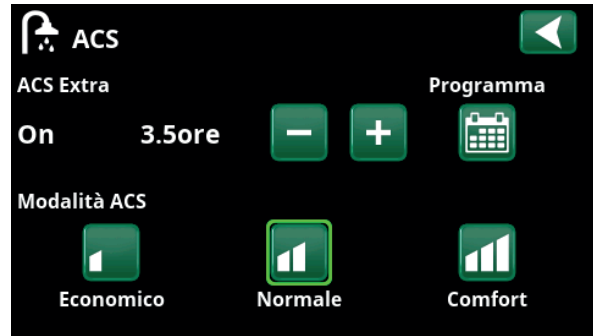 ACS
ACS Extra Programma
On 3.5ore
Modalità ACS
Economico Normale Comfort